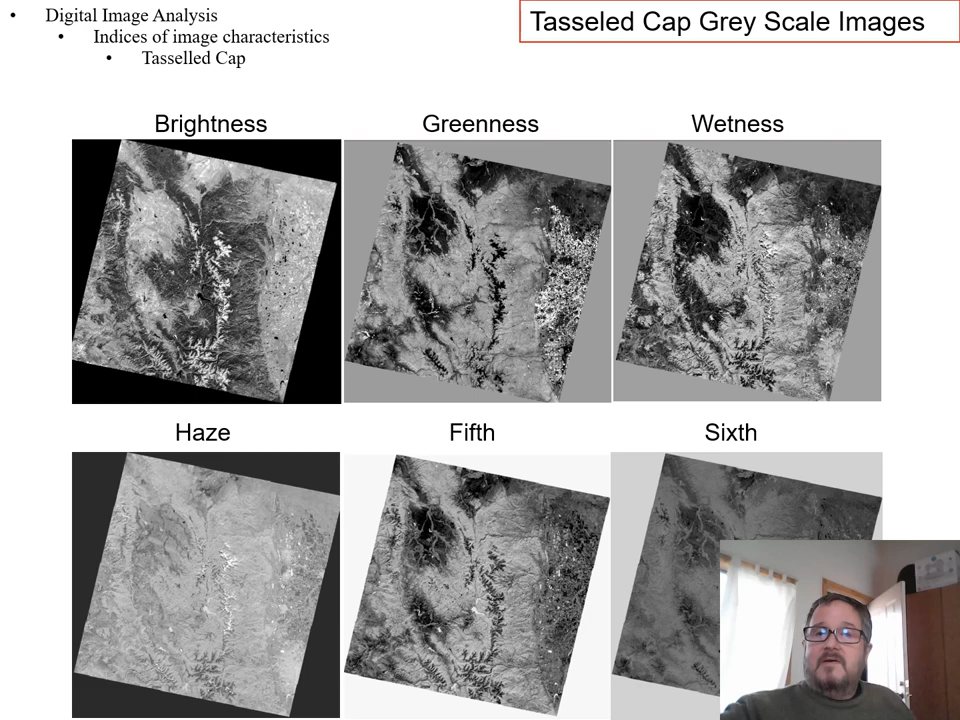 • Digital Image Analysis
• Indices of image characteristics
• Tasselled Cap
Tasseled Cap Grey Scale Images
Brightness Greenness Wetness
Haze Fifth Sixth